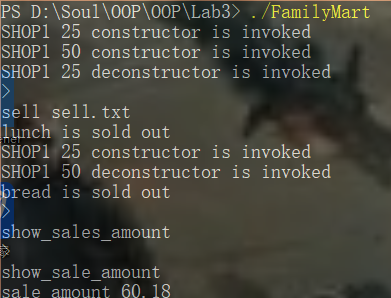 PS D:\Soul\OOP\OOP\Lab3> ./FamilyMart
SHOP1 25 constructor is invoked
SHOP1 50 constructor is invoked
SHOP1 25 deconstructor is invoked
>
sell sell.txt
lunch is sold out
SHOP1 25 constructor is invoked
SHOP1 50 deconstructor is invoked
bread is sold out
>
show_sales_amount
>
show_sale_amount
sale amount 60.18